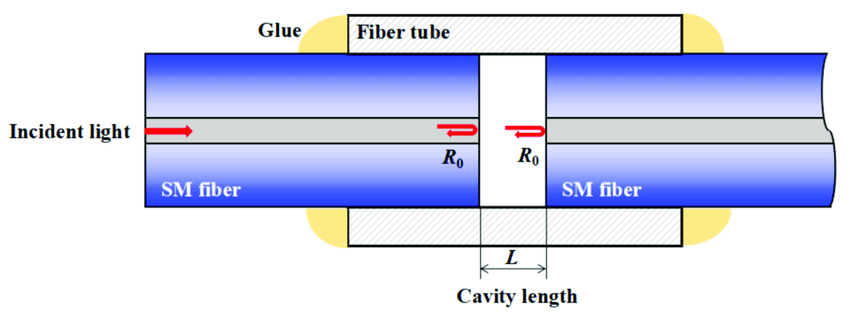 Glue
Fiber tube
Incident light
R0
R0
SM fiber
SM fiber
L
Cavity length